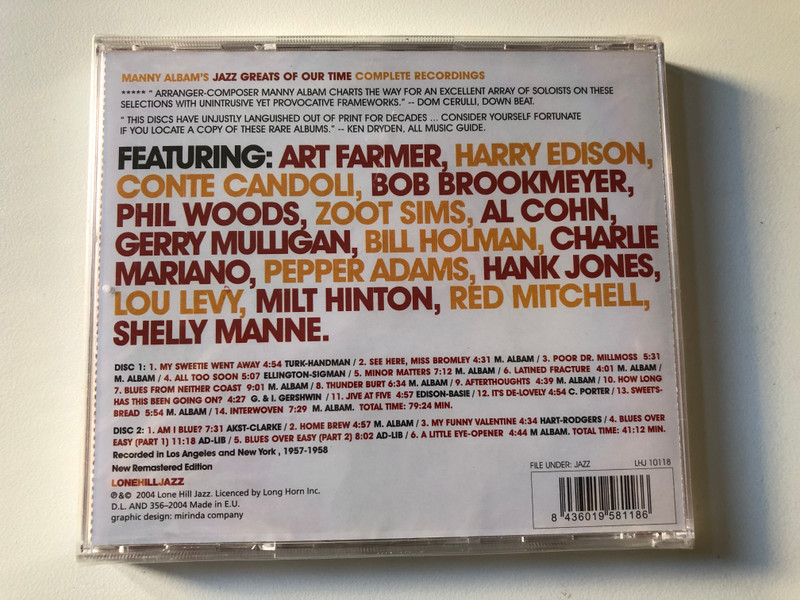 MANNY ALBAM'S JAZZ GREATS OF OUR TIME COMPLETE RECORDINGS
***** " ARRANGER-COMPOSER MANNY ALBAM CHARTS THE WAY FOR AN EXCELLENT ARRAY OF SOLOISTS ON THESE
SELECTIONS WITH UNINTRUSIVE YET PROVOCATIVE FRAMEWORKS." -- DOM CERULLI, DOWN BEAT.
" THIS DISCS HAVE UNJUSTLY LANGUISHED OUT OF PRINT FOR DECADES ... CONSIDER YOURSELF FORTUNATE
IF YOU LOCATE A COPY OF THESE RARE ALBUMS." -- KEN DRYDEN, ALL MUSIC GUIDE.
FEATURING: ART FARMER, HARRY EDISON,
CONTE CANDOLI, BOB BROOKMEYER,
PHIL WOODS, ZOOT SIMS, AL COHN,
GERRY MULLIGAN, BILL HOLMAN, CHARLIE
MARIANO, PEPPER ADAMS, HANK JONES,
LOU LEVY, MILT HINTON, RED MITCHELL,
SHELLY MANNE.
DISC 1: 1. MY SWEETIE WENT AWAY 4:54 TURK-HANDMAN / 2. SEE HERE, MISS BROMLEY 4:31 M. ALBAM / 3. POOR DR. MILLMOSS 5:31
M. ALBAM / 4. ALL TOO SOON 5:07 ELLINGTON-SIGMAN / 5. MINOR MATTERS 7:12 M. ALBAM / 6. LATINED FRACTURE 4:01 M. ALBAM /
7. BLUES FROM NEITHER COAST 9:01 M. ALBAM / 8. THUNDER BURT 6:34 M. ALBAM / 9. AFTERTHOUGHTS 4:39 M. ALBAM / 10. HOW LONG
HAS THIS BEEN GOING ON? 4:27 G. & I. GERSHWIN / 11. JIVE AT FIVE 4:57 EDISON-BASIE / 12. IT'S DE-LOVELY 4:54 C. PORTER / 13. SWEET'S-
BREAD 5:54 M. ALBAM / 14. INTERWOVEN 7:29 M. ALBAM. TOTAL TIME: 79:24 MIN.
DISC 2: 1. AM I BLUE? 7:31 AKST-CLARKE / 2. HOME BREW 4:57 M. ALBAM / 3. MY FUNNY VALENTINE 4:34 HART-RODGERS / 4. BLUES OVER
EASY (PART 1) 11:18 AD-LIB / 5. BLUES OVER EASY (PART 2) 8:02 AD-LIB / 6. A LITTLE EYE-OPENER 4:44 M ALBAM. TOTAL TIME: 41:12 MIN.
Recorded in Los Angeles and New York , 1957-1958
New Remastered Edition
LONEHILLJAZZ
℗&© 2004 Lone Hill Jazz. Licenced by Long Horn Inc.
D.L. AND 356-2004 Made in E.U.
graphic design: mirinda company
FILE UNDER: JAZZ LHJ 10118
8 436019 581186